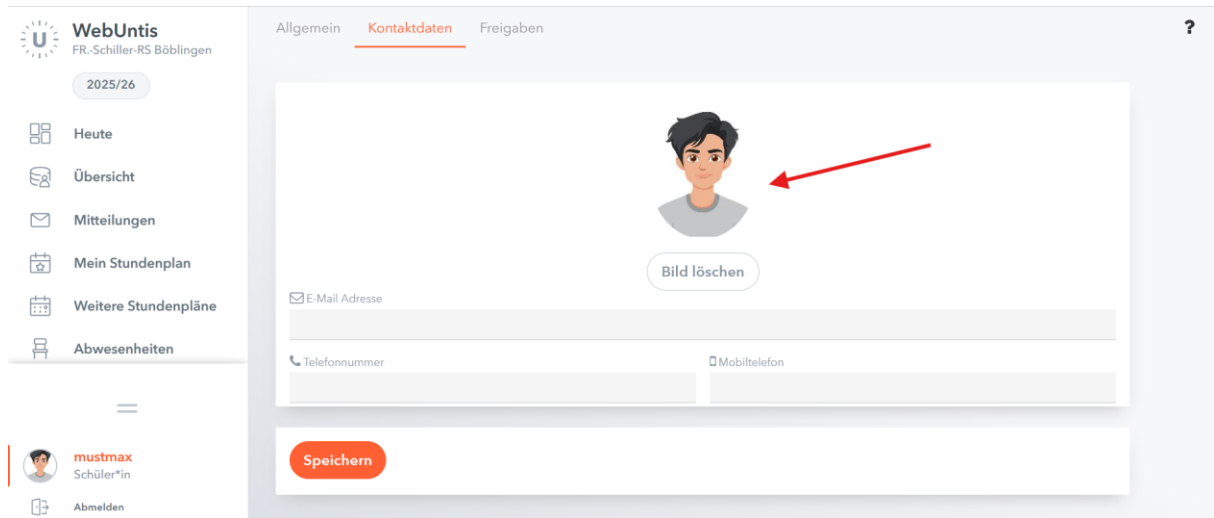 U
WebUntis
FR.-Schiller-RS Böblingen
2025/26
Heute
Übersicht
Mitteilungen
Mein Stundenplan
Weitere Stundenpläne
Abwesenheiten
mustmax
Schüler*in
Abmelden
Allgemein Kontaktdaten Freigaben
?
Bild löschen
E-Mail Adresse
Telefonnummer Mobiltelefon
Speichern